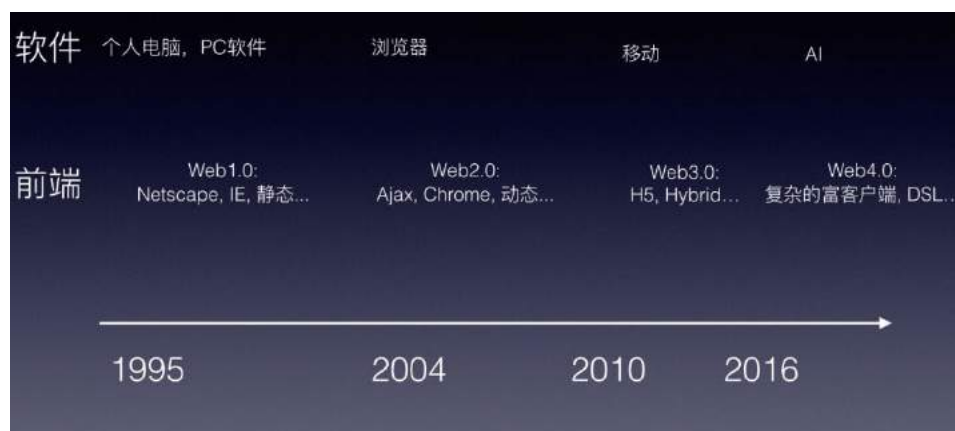 软件 个人电脑，PC软件 浏览器 移动 AI
前端 Web1.0: Web2.0: Web3.0: Web4.0:
Netscape, IE, 静态... Ajax, Chrome, 动态... H5, Hybrid... 复杂的富客户端, DSL..
1995 2004 2010 2016